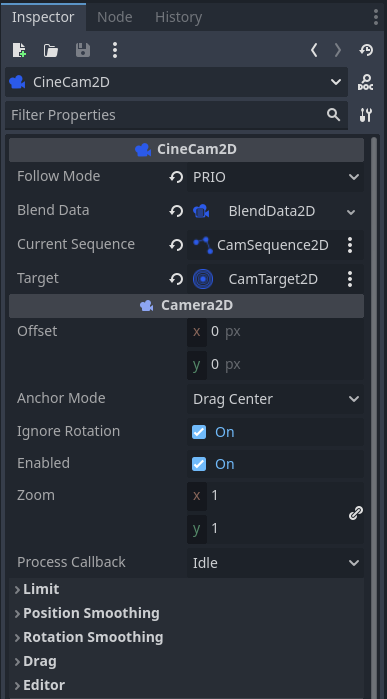 Inspector Node History
CineCam2D DOC
Filter Properties
CineCam2D
Follow Mode PRIO
Blend Data BlendData2D
Current Sequence CamSequence2D
Target CamTarget2D
Camera2D
Offset x 0 px
y 0 px
Anchor Mode Drag Center
Ignore Rotation On
Enabled On
Zoom x 1
y 1
Process Callback Idle
Limit
Position Smoothing
Rotation Smoothing
Drag
Editor